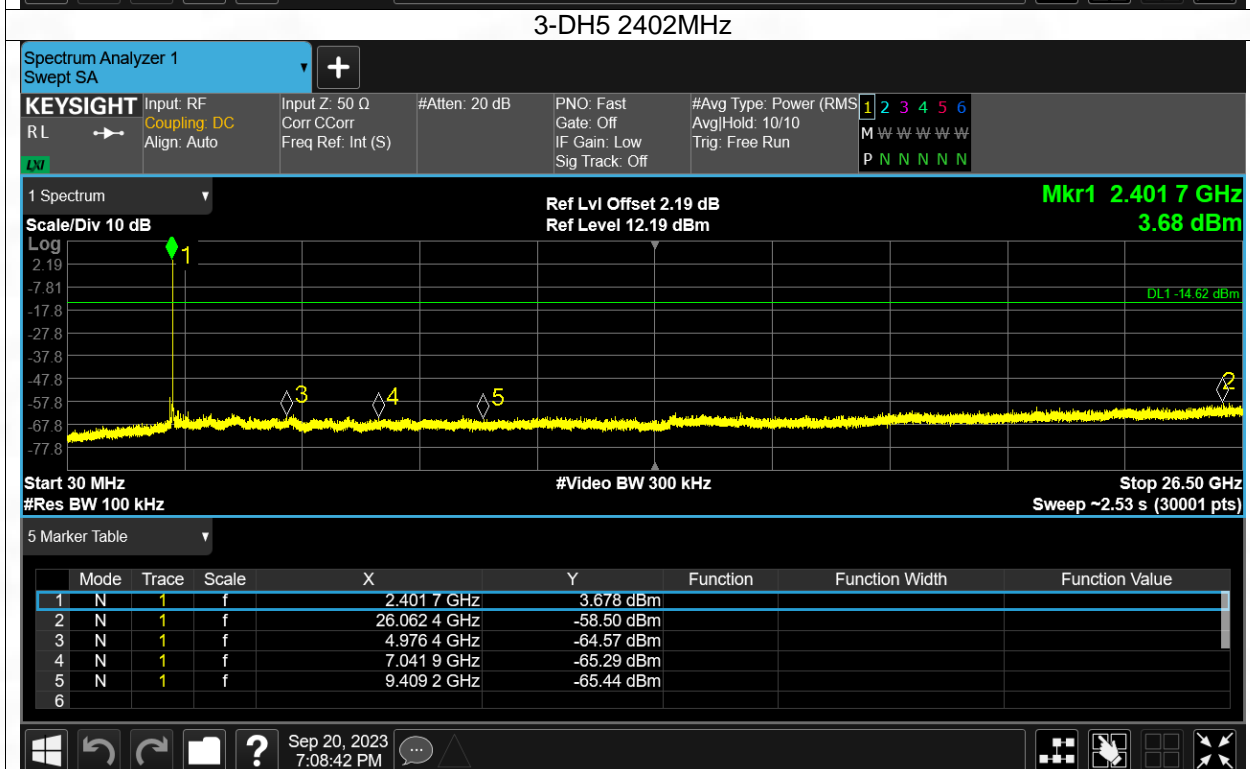 3-DH5 2402MHz
Spectrum Analyzer 1
Swept SA
KEYSIGHT Input: RF Input Z: 50 Ω #Atten: 20 dB PNO: Fast #Avg Type: Power (RMS 1 2 3 4 5 6
RL Coupling: DC Corr CCorr Gate: Off Avg|Hold: 10/10 M W W W W W
Align: Auto Freq Ref: Int (S) IF Gain: Low Trig: Free Run
LXI Sig Track: Off P N N N N N
1 Spectrum Ref Lvl Offset 2.19 dB Mkr1 2.401 7 GHz
Scale/Div 10 dB Ref Level 12.19 dBm 3.68 dBm
Log
1
2.19
-7.81
DL1 -14.62 dBm
-17.8
-27.8
-37.8
-47.8
3 4 5 2
-57.8
-67.8
-77.8
Start 30 MHz #Video BW 300 kHz Stop 26.50 GHz
#Res BW 100 kHz Sweep ~2.53 s (30001 pts)
5 Marker Table
Mode Trace Scale X Y Function Function Width Function Value
1 N 1 f 2.401 7 GHz 3.678 dBm
2 N 1 f 26.062 4 GHz -58.50 dBm
3 N 1 f 4.976 4 GHz -64.57 dBm
4 N 1 f 7.041 9 GHz -65.29 dBm
5 N 1 f 9.409 2 GHz -65.44 dBm
6
? Sep 20, 2023
7:08:42 PM